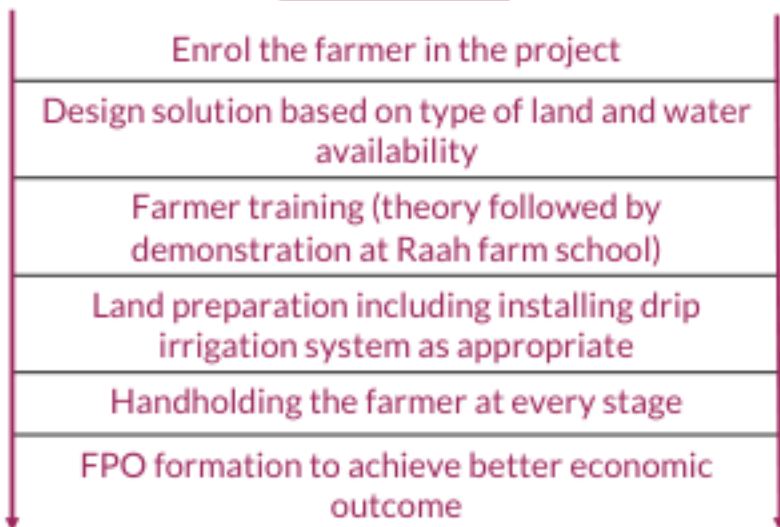 Enrol the farmer in the project
Design solution based on type of land and water
availability
Farmer training (theory followed by
demonstration at Raah farm school)
Land preparation including installing drip
irrigation system as appropriate
Handholding the farmer at every stage
FPO formation to achieve better economic
outcome